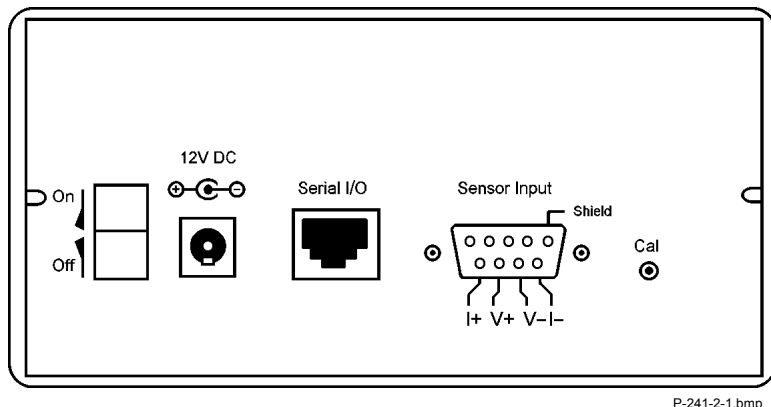 12V DC
+ −
Serial I/O
Sensor Input
On
Shield
Off
Cal
I+ V+ V– I–
P-241-2-1.bmp